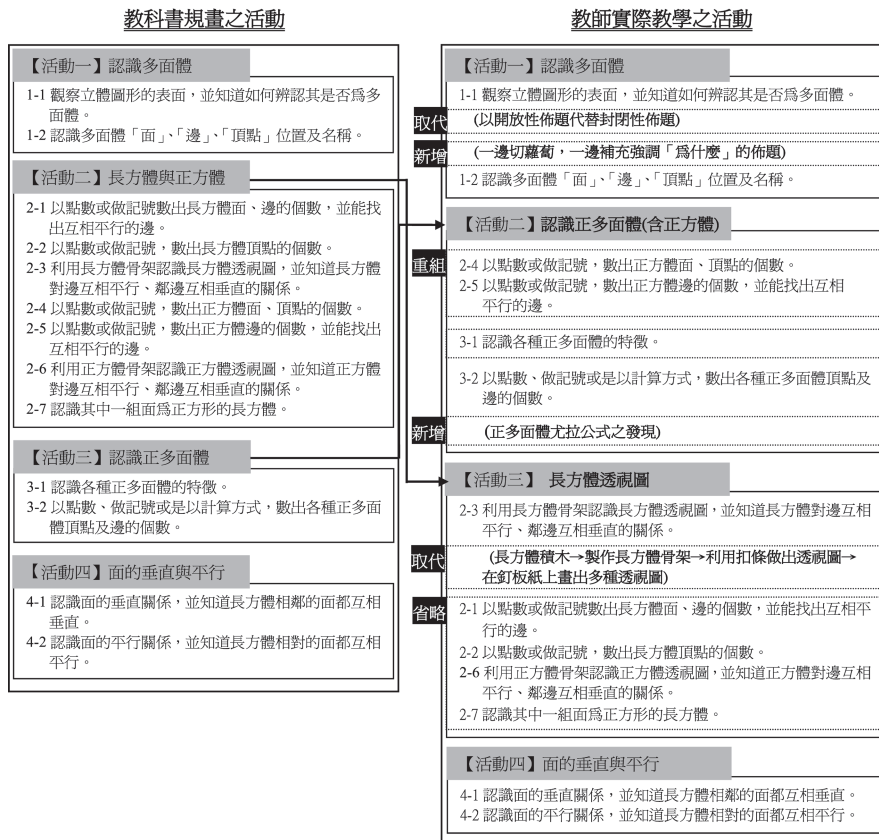 教科書規畫之活動
【活動一】認識多面體
1-1 觀察立體圖形的表面，並知道如何辨認其是否爲多
面體。
1-2 認識多面體「面」、「邊」、「頂點」位置及名稱。
【活動二】長方體與正方體
2-1 以點數或做記號數出長方體面、邊的個數，並能找
出互相平行的邊。
2-2 以點數或做記號，數出長方體頂點的個數。
2-3 利用長方體骨架認識長方體透視圖，並知道長方體
對邊互相平行、鄰邊互相垂直的關係。
2-4 以點數或做記號，數出正方體面、頂點的個數。
2-5 以點數或做記號，數出正方體邊的個數，並能找出
互相平行的邊。
2-6 利用正方體骨架認識正方體透視圖，並知道正方體
對邊互相平行、鄰邊互相垂直的關係。
2-7 認識其中一組面爲正方形的長方體。
【活動三】認識正多面體
3-1 認識各種正多面體的特徵。
3-2 以點數、做記號或是以計算方式，數出各種正多面
體頂點及邊的個數。
【活動四】面的垂直與平行
4-1 認識面的垂直關係，並知道長方體相鄰的面都互相
垂直。
4-2 認識面的平行關係，並知道長方體相對的面都互相
平行。
教師實際教學之活動
【活動一】認識多面體
1-1 觀察立體圖形的表面，並知道如何辨認其是否爲多面體。
取代
(以開放性佈題代替封閉性佈題)
新增
(一邊切蘿蔔，一邊補充強調「爲什麼」的佈題)
1-2 認識多面體「面」、「邊」、「頂點」位置及名稱。
【活動二】認識正多面體(含正方體)
重組
2-4 以點數或做記號，數出正方體面、頂點的個數。
2-5 以點數或做記號，數出正方體邊的個數，並能找出互相
平行的邊。
3-1 認識各種正多面體的特徵。
3-2 以點數、做記號或是以計算方式，數出各種正多面體頂點及
邊的個數。
新增
(正多面體尤拉公式之發現)
【活動三】 長方體透視圖
2-3 利用長方體骨架認識長方體透視圖，並知道長方體對邊互相
平行、鄰邊互相垂直的關係。
取代
(長方體積木→製作長方體骨架→利用扣條做出透視圖→
在釘板紙上畫出多種透視圖)
省略
2-1 以點數或做記號數出長方體面、邊的個數，並能找出互相平
行的邊。
2-2 以點數或做記號，數出長方體頂點的個數。
2-6 利用正方體骨架認識正方體透視圖，並知道正方體對邊互相
平行、鄰邊互相垂直的關係。
2-7 認識其中一組面爲正方形的長方體。
【活動四】面的垂直與平行
4-1 認識面的垂直關係，並知道長方體相鄰的面都互相垂直。
4-2 認識面的平行關係，並知道長方體相對的面都互相平行。